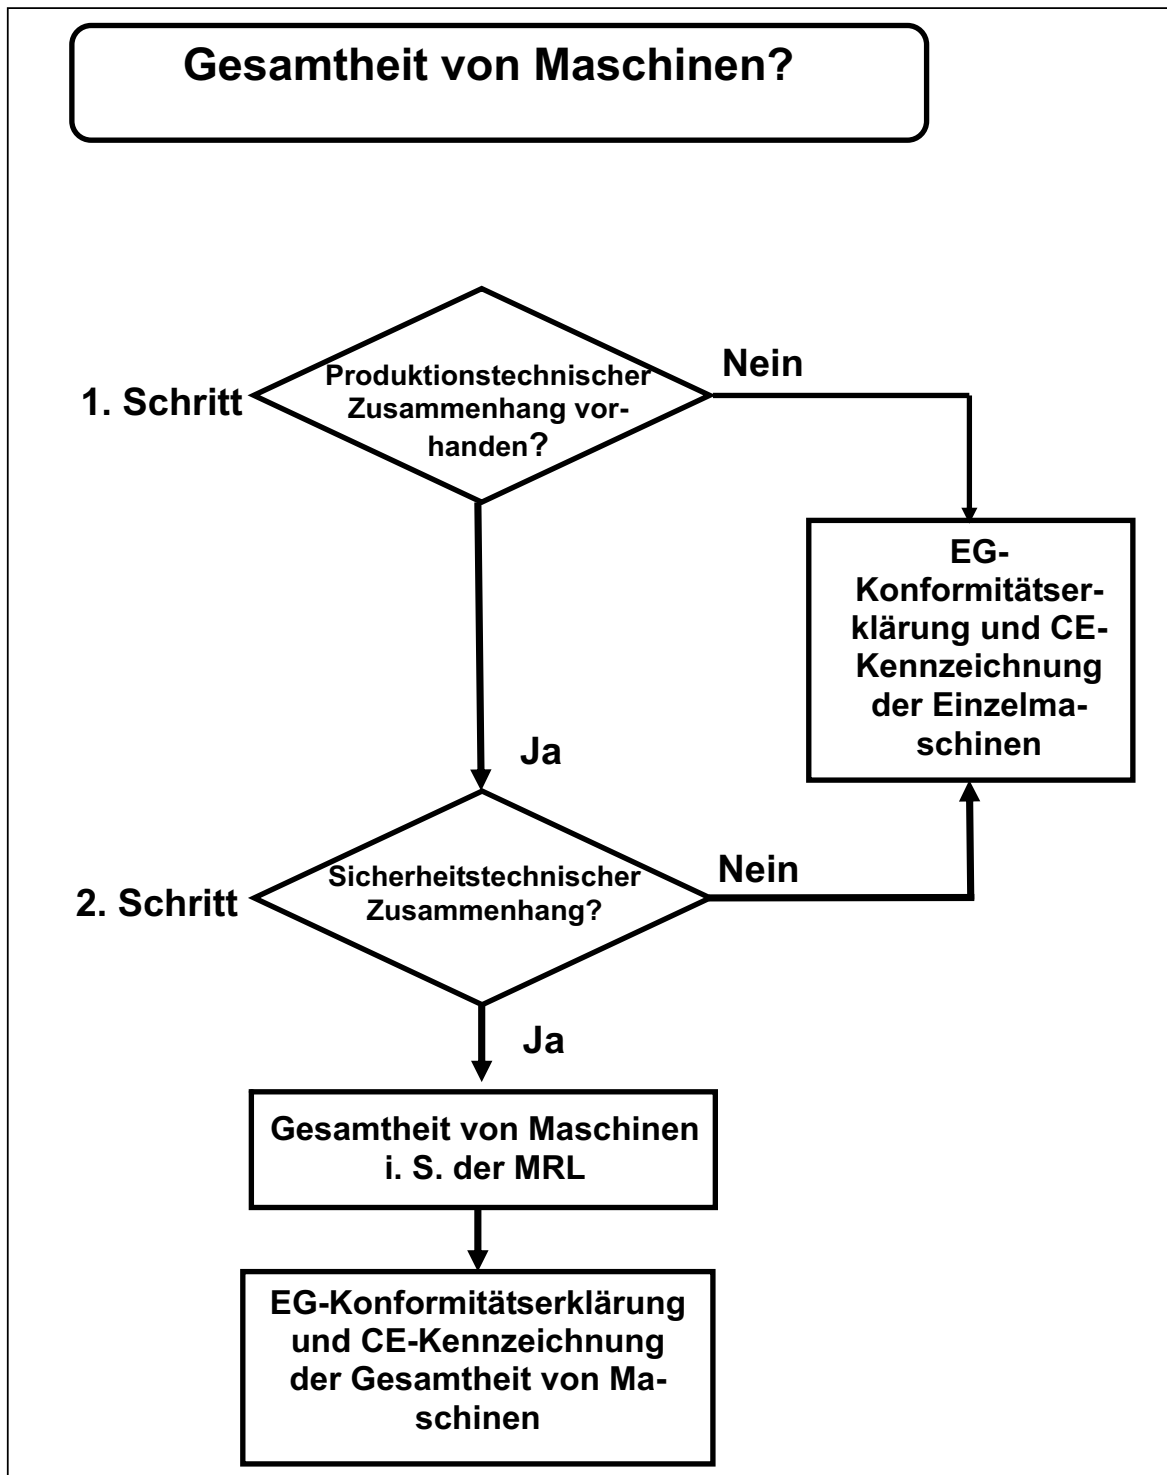 Gesamtheit von Maschinen?
1. Schritt
Produktionstechnischer
Zusammenhang vor-
handen?
Nein
EG-
Konformitätser-
klärung und CE-
Kennzeichnung
der Einzelma-
schinen
Ja
2. Schritt
Sicherheitstechnischer
Zusammenhang?
Nein
Ja
Gesamtheit von Maschinen
i. S. der MRL
EG-Konformitätserklärung
und CE-Kennzeichnung
der Gesamtheit von Ma-
schinen